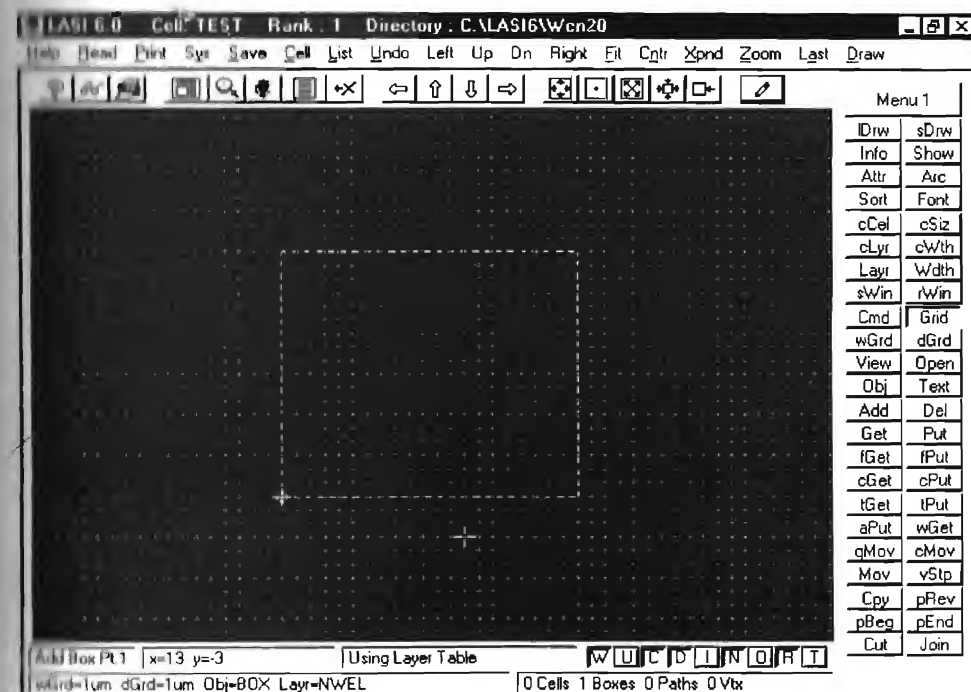 LASI 6.0 Cell: TEST Rank : 1 Directory : C:\LASI6\Wcn20
Help Read Print Sys Save Cell List Undo Left Up Dn Right Fit Cntr Xpnd Zoom Last Draw
Menu 1
lDrw sDrw
Info Show
Attr Arc
Sort Font
cCel cSiz
cLyr cWth
Layr Wdth
sWin rWin
Cmd Grid
wGrd dGrd
View Open
Obj Text
Add Del
Get Put
fGet fPut
cGet cPut
tGet tPut
aPut wGet
qMov cMov
Mov vStp
Cpy pRev
pBeg pEnd
Cut Join
Add Box Pt.1 x=13 y=-3 Using Layer Table W U C D I N O R T
wGrd=1um dGrd=1um Obj=BOX Layr=NWEL 0 Cells 1 Boxes 0 Paths 0 Vtx